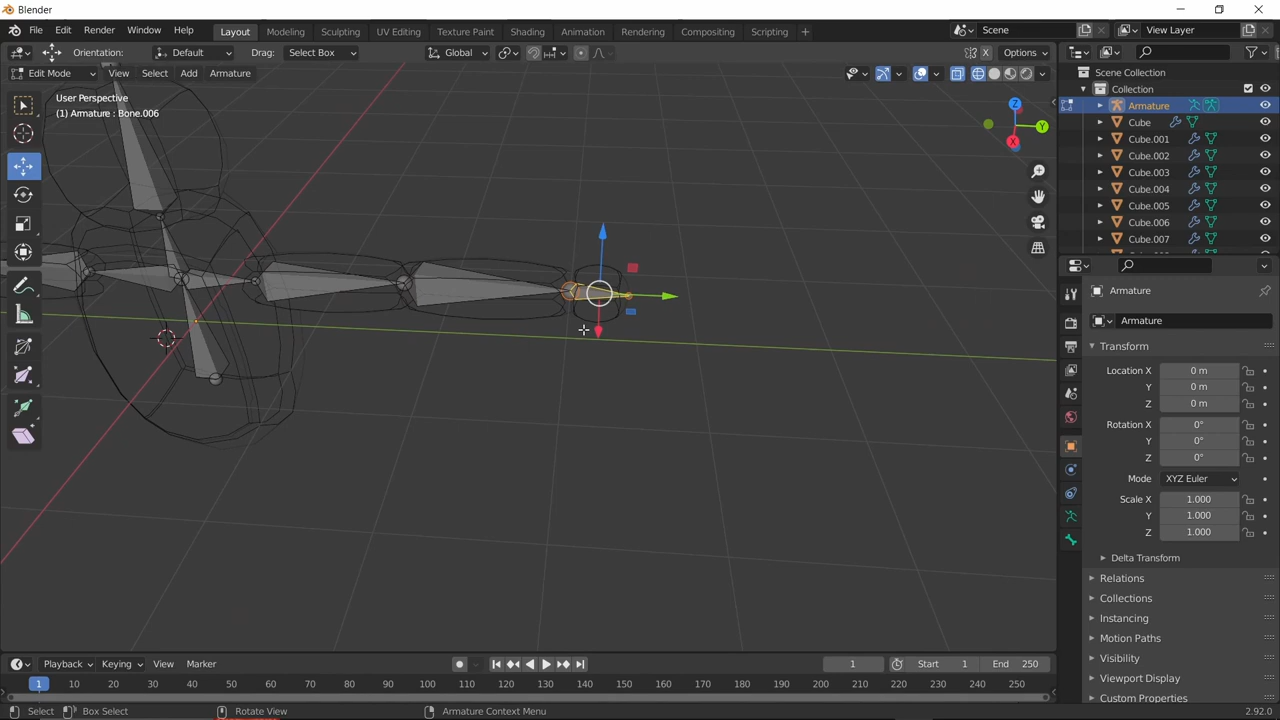 Blender
File Edit Render Window Help Layout Modeling Sculpting UV Editing Texture Paint Shading Animation Rendering Compositing Scripting + Scene View Layer
Orientation: Default Drag: Select Box Global X Options
Edit Mode View Select Add Armature
User Perspective
(1) Armature : Bone.006
Z
Y
X
Scene Collection
Collection
Armature
Cube
Cube.001
Cube.002
Cube.003
Cube.004
Cube.005
Cube.006
Cube.007
Armature
Armature
Transform
Location X 0 m
Y 0 m
Z 0 m
Rotation X 0°
Y 0°
Z 0°
Mode XYZ Euler
Scale X 1.000
Y 1.000
Z 1.000
Delta Transform
Relations
Collections
Instancing
Motion Paths
Visibility
Viewport Display
Custom Properties
Playback Keying View Marker 1 Start 1 End 250
1 10 20 30 40 50 60 70 80 90 100 110 120 130 140 150 160 170 180 190 200 210 220 230 240 250
Select Box Select Rotate View Armature Context Menu 2.92.0